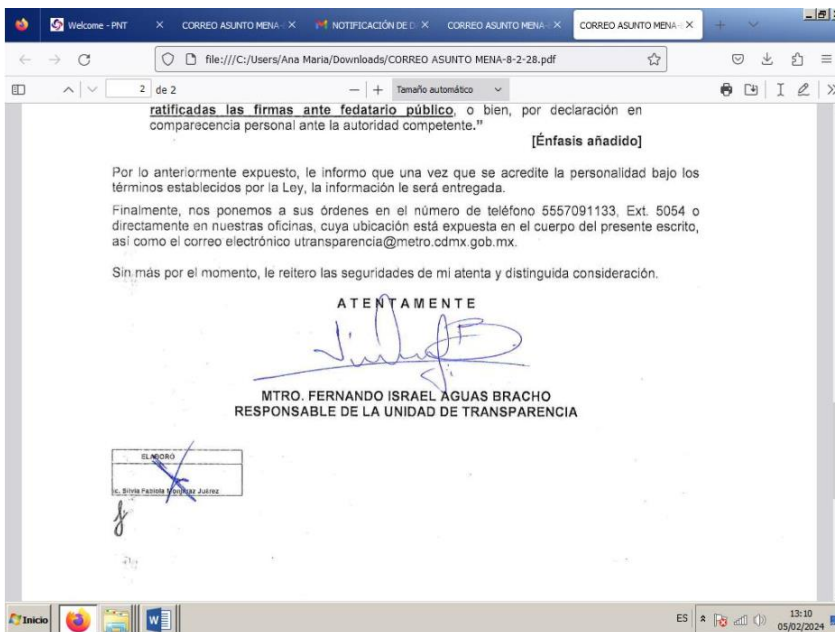 Welcome - PNT
CORREO ASUNTO MENA-
NOTIFICACIÓN DE D
CORREO ASUNTO MENA-
CORREO ASUNTO MENA-
file:///C:/Users/Ana Maria/Downloads/CORREO ASUNTO MENA-8-2-28.pdf
2 de 2
Tamaño automático
ratificadas las firmas ante fedatario público, o bien, por declaración en
comparecencia personal ante la autoridad competente."
[Énfasis añadido]
Por lo anteriormente expuesto, le informo que una vez que se acredite la personalidad bajo los
términos establecidos por la Ley, la información le será entregada.
Finalmente, nos ponemos a sus órdenes en el número de teléfono 5557091133, Ext. 5054 o
directamente en nuestras oficinas, cuya ubicación está expuesta en el cuerpo del presente escrito,
así como el correo electrónico utransparencia@metro.cdmx.gob.mx.
Sin más por el momento, le reitero las seguridades de mi atenta y distinguida consideración.
ATENTAMENTE
MTRO. FERNANDO ISRAEL AGUAS BRACHO
RESPONSABLE DE LA UNIDAD DE TRANSPARENCIA
ELABORÓ
ic. Silvia Fabiola Juárez
Inicio
ES
13:10
05/02/2024